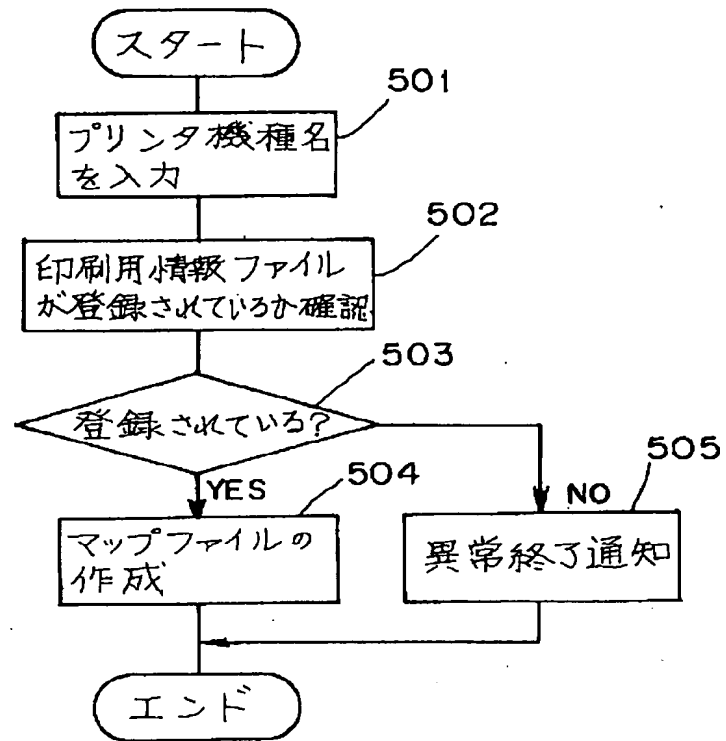 スタート
501
プリンタ機種名
を入力
502
印刷用情報ファイル
が登録されているか確認
503
登録されている?
YES
NO
504
マップファイルの
作成
505
異常終了通知
エンド